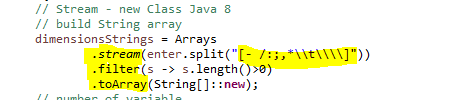 // Stream - new Class Java 8
// build String array
dimensionsStrings = Arrays
.stream(enter.split("[- /:;,*\\t\\\\]"))
.filter(s -> s.length()>0)
.toArray(String[]::new);
// number of variable